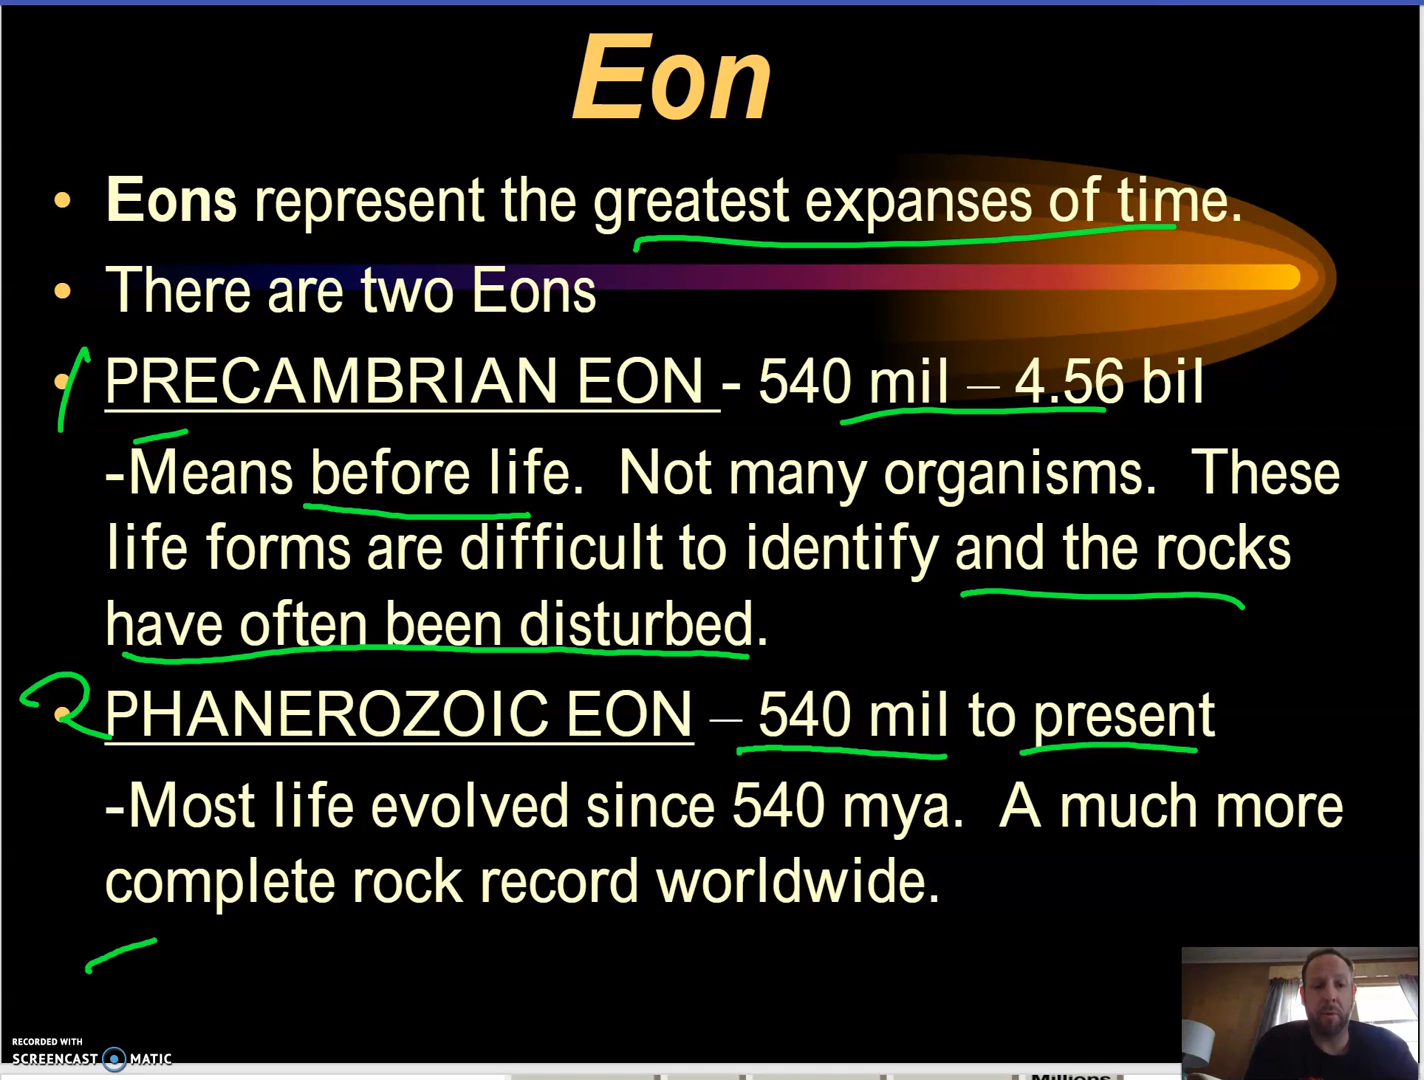 Eon
• Eons represent the greatest expanses of time.
• There are two Eons
1 • PRECAMBRIAN EON - 540 mil – 4.56 bil
-Means before life. Not many organisms. These
life forms are difficult to identify and the rocks
have often been disturbed.
2 • PHANEROZOIC EON – 540 mil to present
-Most life evolved since 540 mya. A much more
complete rock record worldwide.
RECORDED WITH
SCREENCAST MATIC
Millions